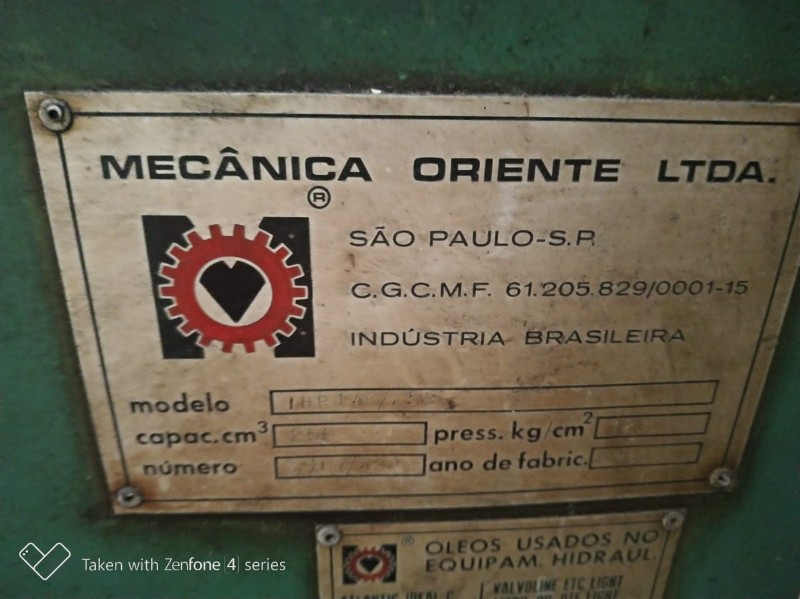 MECÂNICA ORIENTE LTDA.
®
SÃO PAULO-S.P.
C.G.C.M.F. 61.205.829/0001-15
INDÚSTRIA BRASILEIRA
modelo
capac.cm³ press. kg/cm²
número ano de fabric.
® ÓLEOS USADOS NO
EQUIPAM. HIDRAUL.
VALVOLINE ETC LIGHT
Taken with Zenfone 4 series